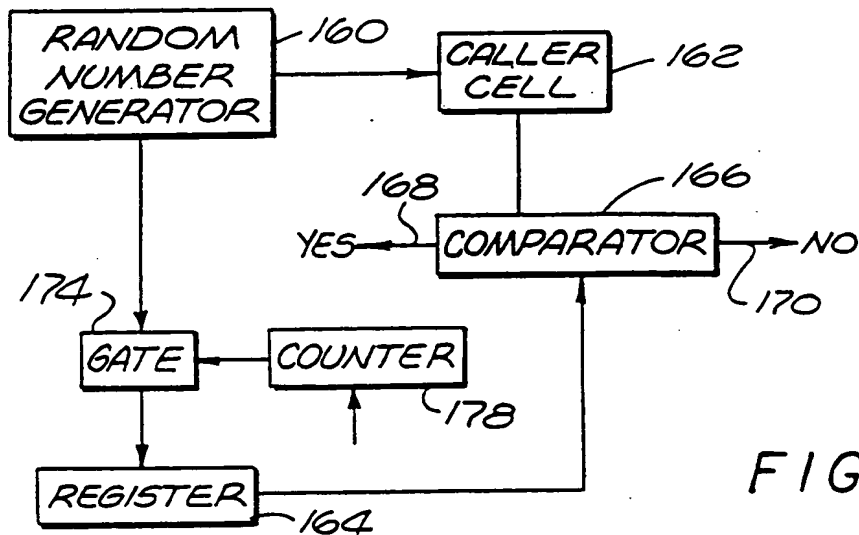 RANDOM
NUMBER
GENERATOR
160
CALLER
CELL
162
168
166
YES
COMPARATOR
NO
170
174
GATE
COUNTER
178
REGISTER
164
FIG